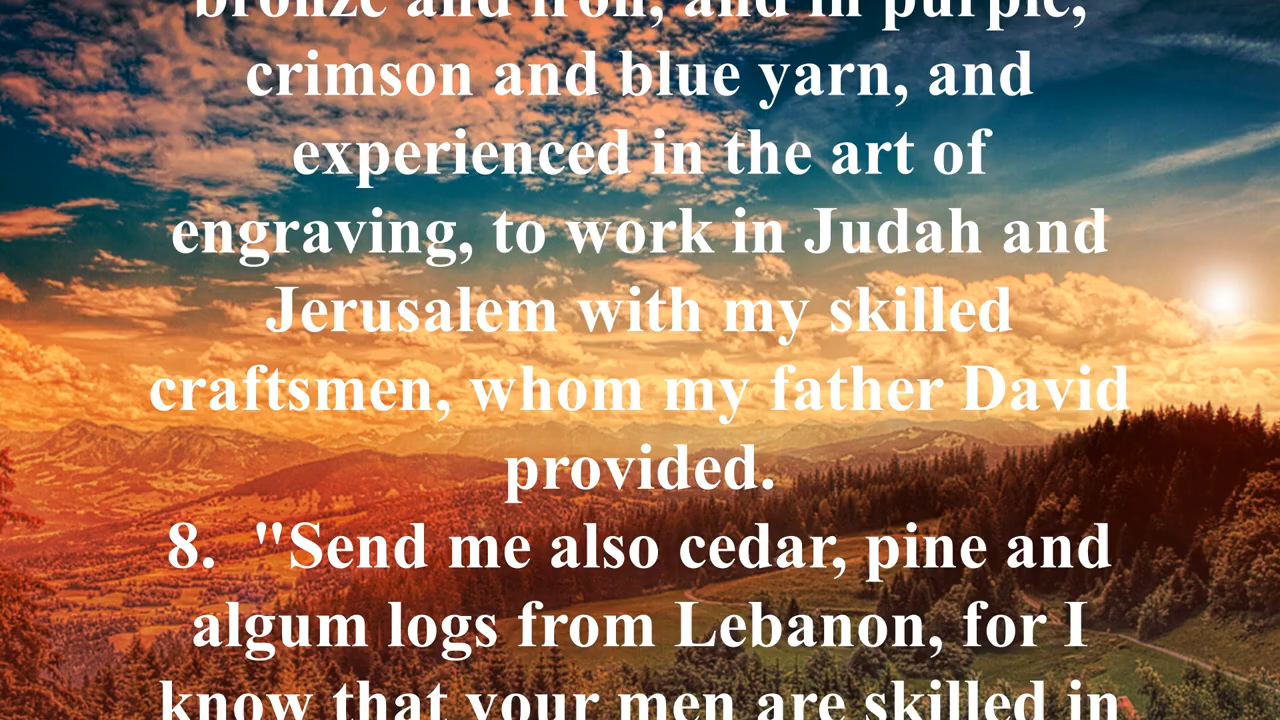 bronze and iron, and in purple,
crimson and blue yarn, and
experienced in the art of
engraving, to work in Judah and
Jerusalem with my skilled
craftsmen, whom my father David
provided.
8.  "Send me also cedar, pine and
algum logs from Lebanon, for I
know that your men are skilled in